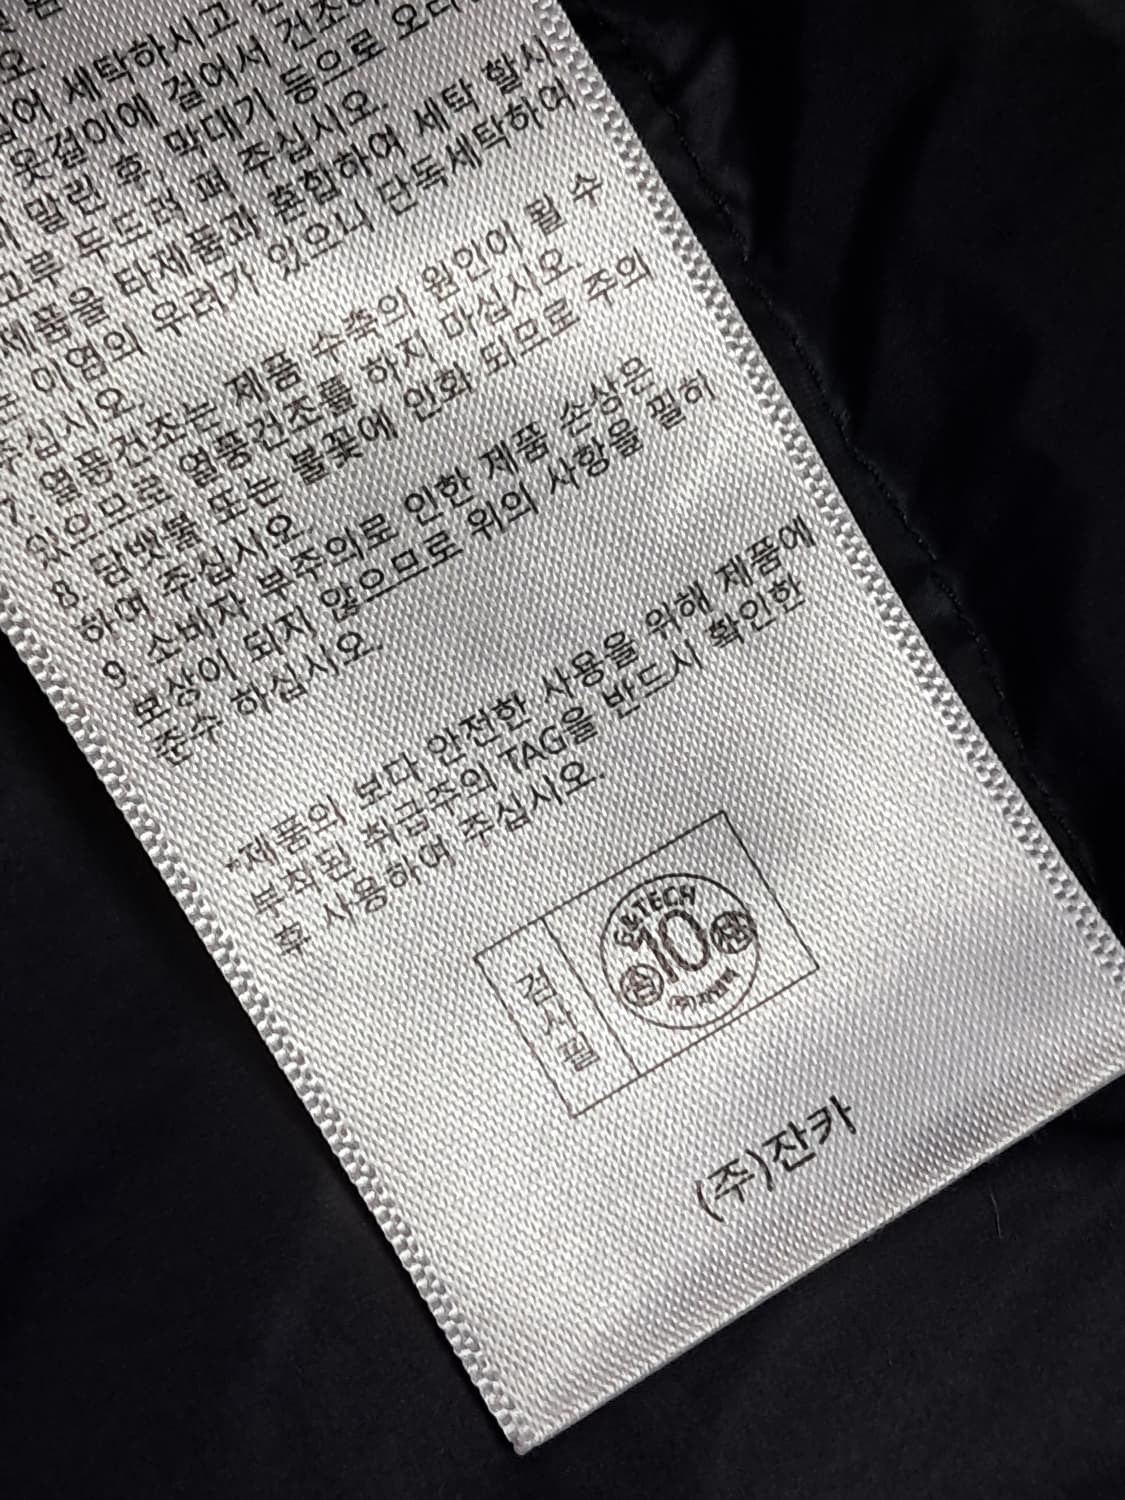 세탁하시고
옷걸이에 걸어서 건조
말린 후, 막대기 등으로
고루 두드려 펴 주십시오.
제품을 타제품과 혼합하여 세탁 할시
이염의 우려가 있으니 단독세탁하여
주십시오.
7. 열풍건조는 제품 수축의 원인이 될 수
있으므로 열풍건조를 하지 마십시오.
8. 담뱃불 또는 불꽃에 인화 되므로 주의
하여 주십시오.
9. 소비자 부주의로 인한 제품 손상은
보상이 되지 않으므로 위의 사항을 필히
준수 하십시오.
*제품의 보다 안전한 사용을 위해 제품에
부착된 취급주의 TAG을 반드시 확인한
후 사용하여 주십시오.
검사필
&TECH
10
(주)잔카